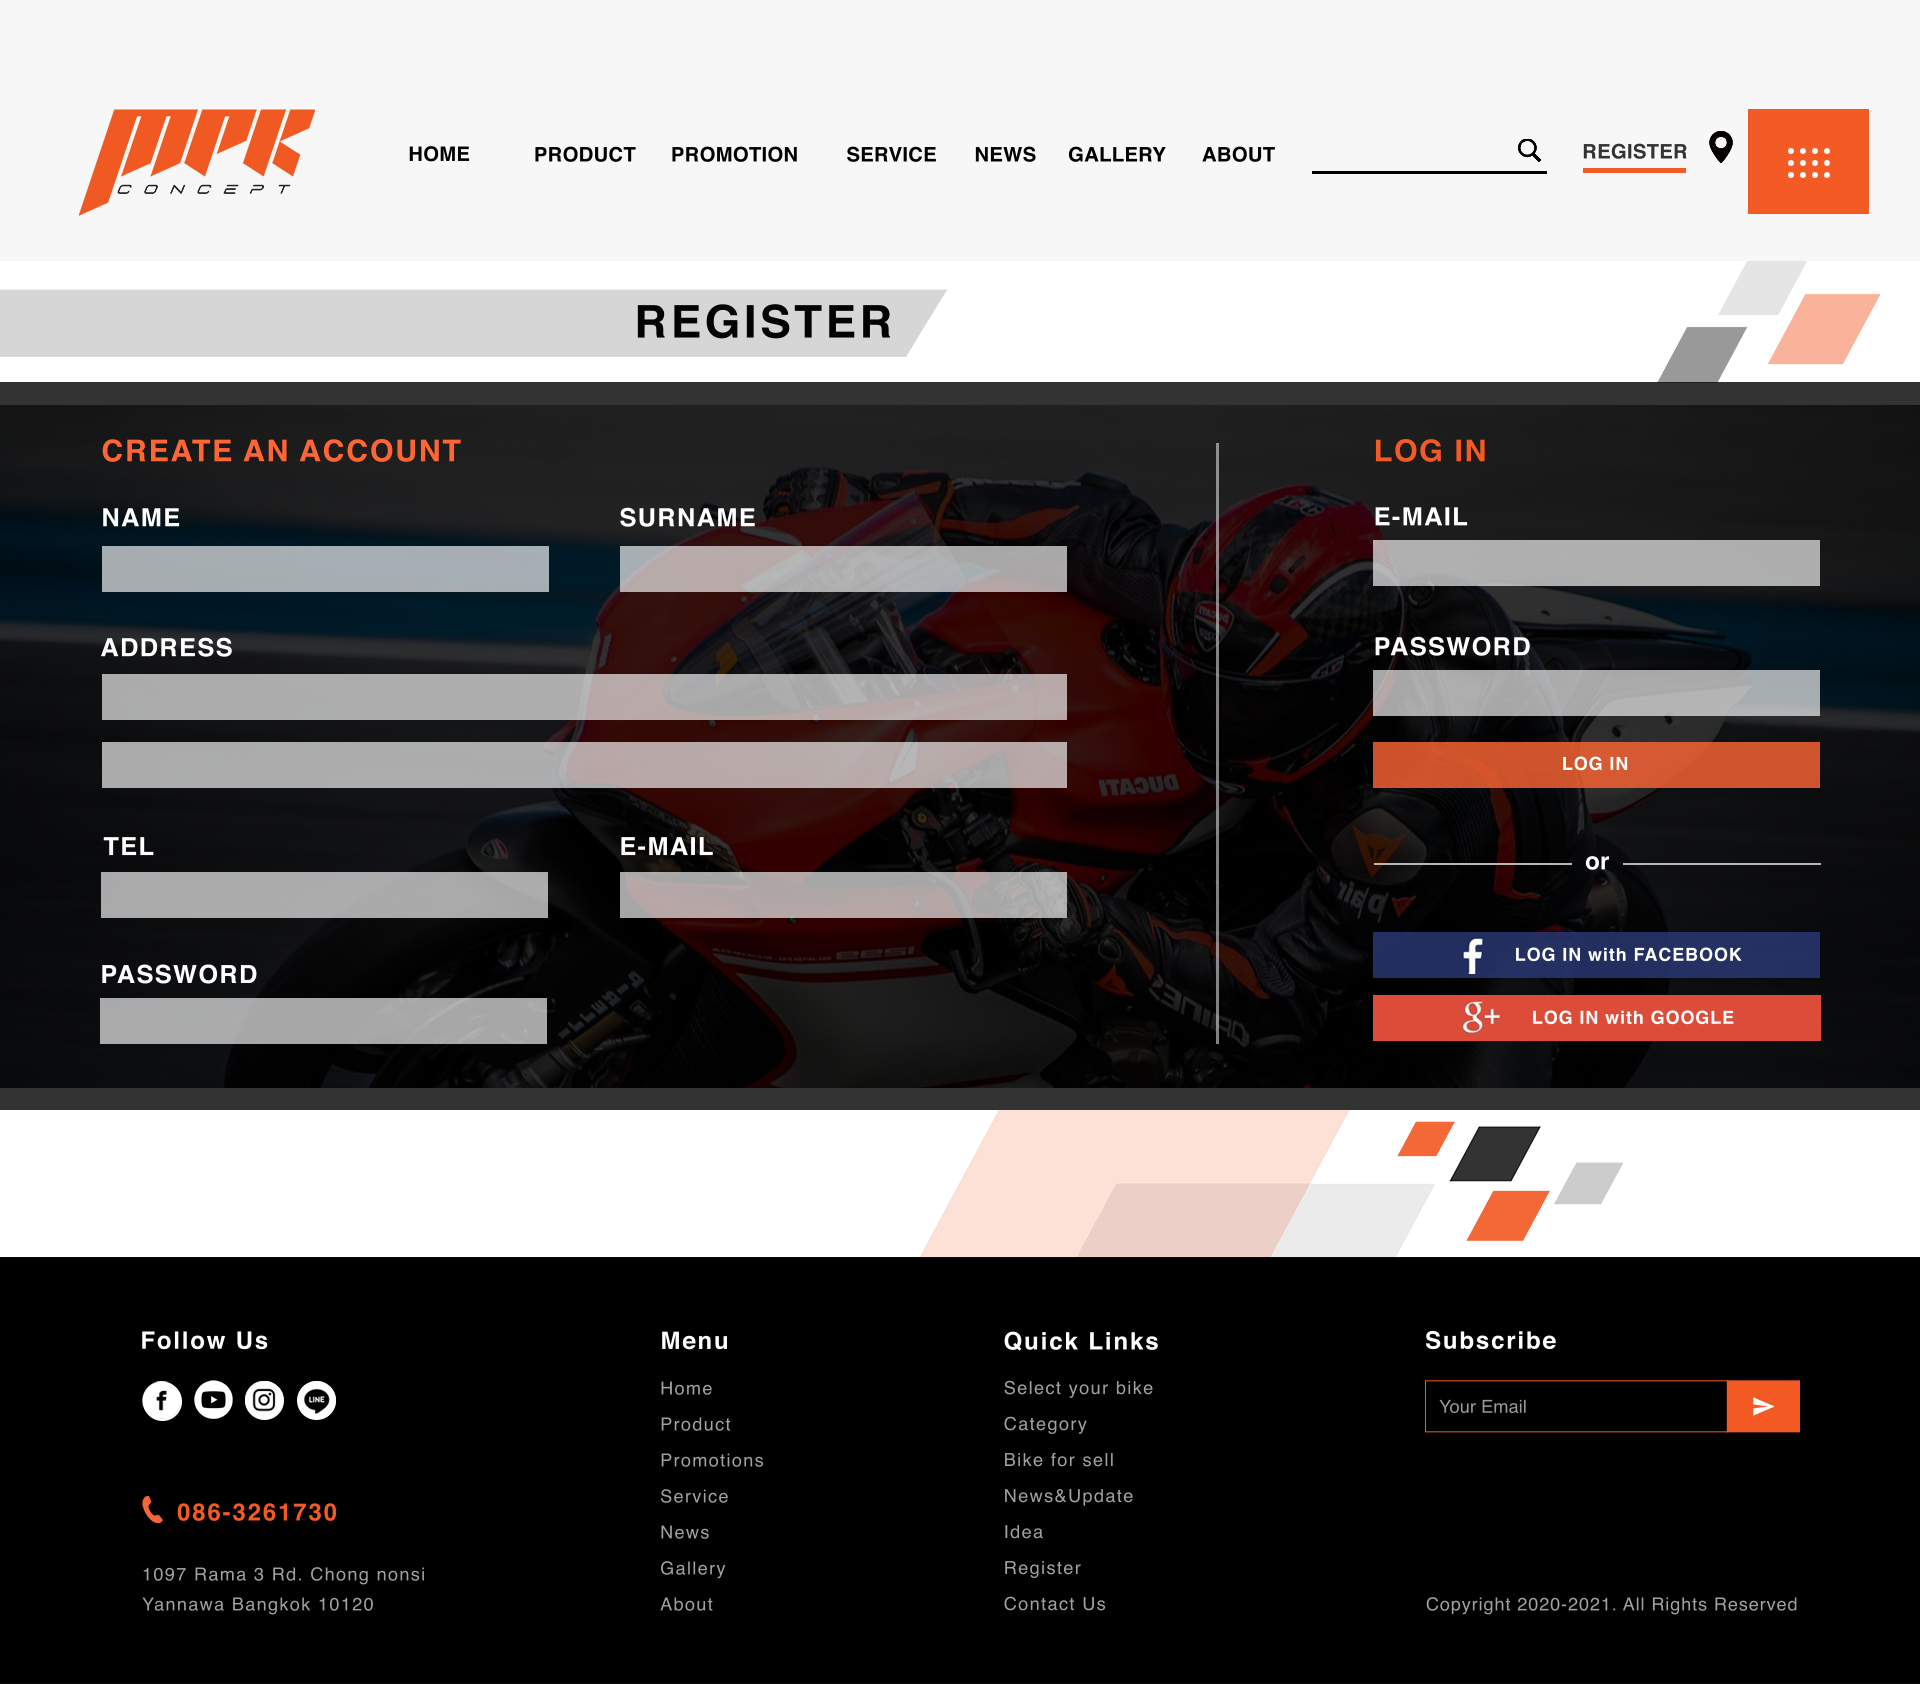 MPK
CONCEPT
HOME PRODUCT PROMOTION SERVICE NEWS GALLERY ABOUT REGISTER
REGISTER
CREATE AN ACCOUNT
NAME SURNAME
ADDRESS
TEL E-MAIL
PASSWORD
LOG IN
E-MAIL
PASSWORD
LOG IN
or
f LOG IN with FACEBOOK
g+ LOG IN with GOOGLE
DUCATI
Follow Us
LINE
086-3261730
1097 Rama 3 Rd. Chong nonsi
Yannawa Bangkok 10120
Menu
Home
Product
Promotions
Service
News
Gallery
About
Quick Links
Select your bike
Category
Bike for sell
News&Update
Idea
Register
Contact Us
Subscribe
Your Email
Copyright 2020-2021. All Rights Reserved